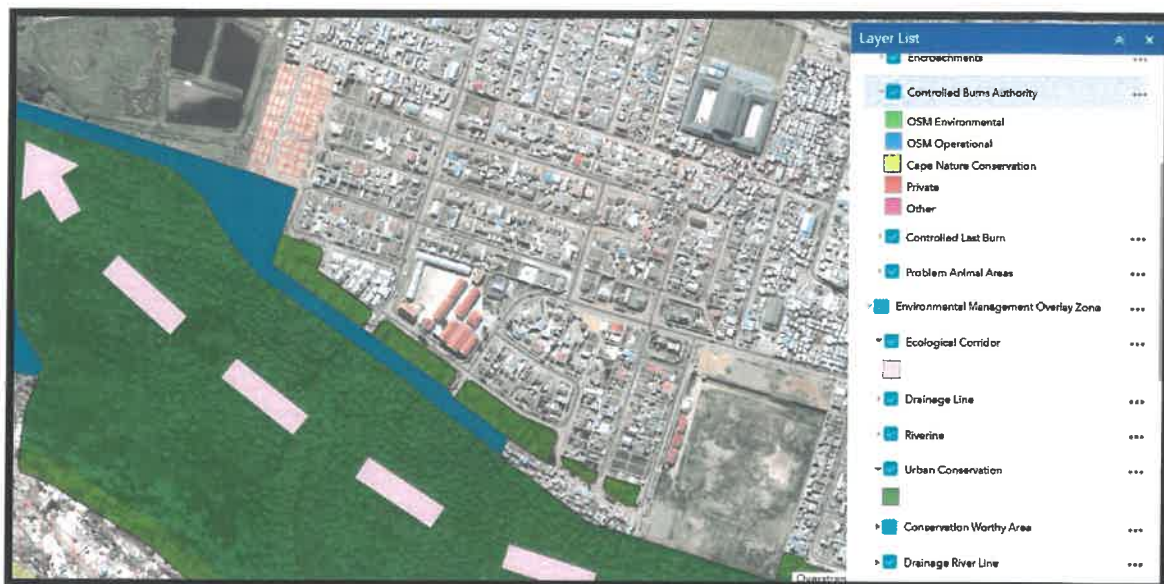 Layer List
Encroachments
Controlled Burns Authority
OSM Environmental
OSM Operational
Cape Nature Conservation
Private
Other
Controlled Last Burn
Problem Animal Areas
Environmental Management Overlay Zone
Ecological Corridor
Drainage Line
Riverine
Urban Conservation
Conservation Worthy Area
Drainage River Line